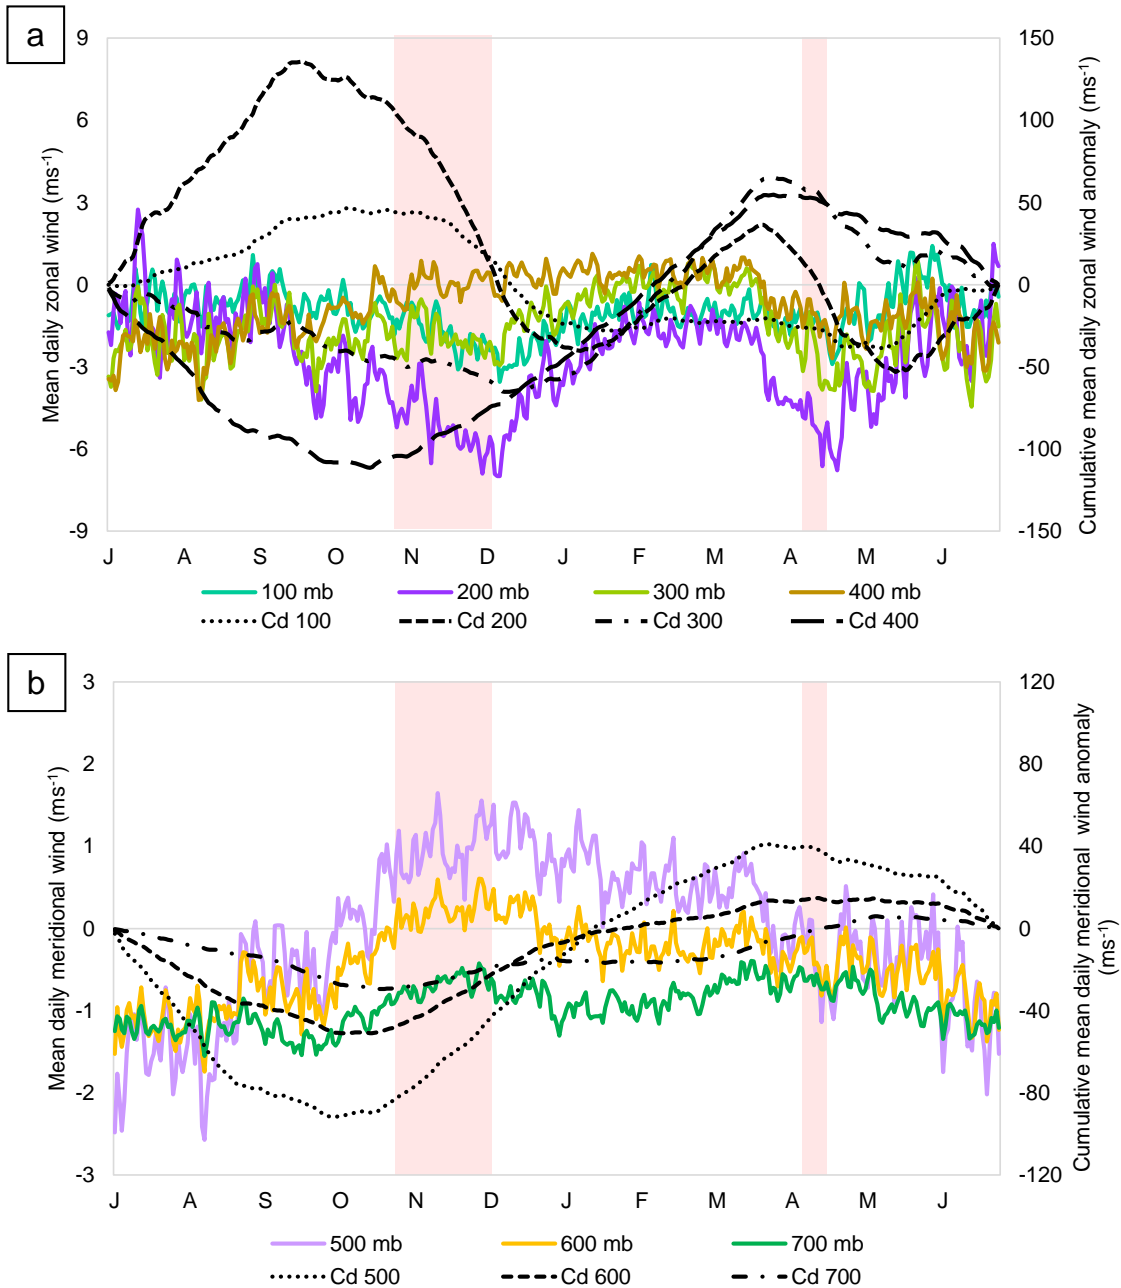 a
Mean daily zonal wind (ms⁻¹)
Cumulative mean daily zonal wind anomaly (ms⁻¹)
9
6
3
0
-3
-6
-9
150
100
50
0
-50
-100
-150
J A S O N D J F M A M J
100 mb 200 mb 300 mb 400 mb
Cd 100 Cd 200 Cd 300 Cd 400
b
Mean daily meridional wind (ms⁻¹)
Cumulative mean daily meridional wind anomaly
(ms⁻¹)
3
2
1
0
-1
-2
-3
120
80
40
0
-40
-80
-120
J A S O N D J F M A M J
500 mb 600 mb 700 mb
Cd 500 Cd 600 Cd 700